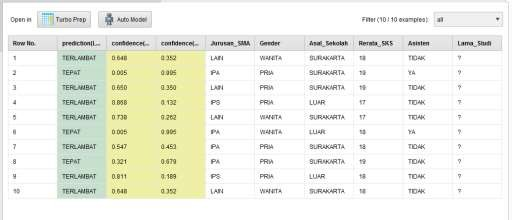 Open in Turbo Prep Auto Model Filter (10 / 10 examples): all
Row No. prediction(L... confidence(... confidence(... Jurusan_SMA Gender Asal_Sekolah Rerata_SKS Asisten Lama_Studi
1 TERLAMBAT 0.648 0.352 LAIN WANITA SURAKARTA 18 TIDAK ?
2 TEPAT 0.005 0.995 IPA PRIA SURAKARTA 19 YA ?
3 TERLAMBAT 0.650 0.350 LAIN PRIA SURAKARTA 19 TIDAK ?
4 TERLAMBAT 0.868 0.132 IPS PRIA LUAR 17 TIDAK ?
5 TERLAMBAT 0.738 0.262 LAIN WANITA SURAKARTA 17 TIDAK ?
6 TEPAT 0.005 0.995 IPA WANITA LUAR 18 YA ?
7 TERLAMBAT 0.547 0.453 IPA PRIA SURAKARTA 18 TIDAK ?
8 TEPAT 0.321 0.679 IPA PRIA SURAKARTA 19 TIDAK ?
9 TERLAMBAT 0.811 0.189 IPS PRIA LUAR 18 TIDAK ?
10 TERLAMBAT 0.648 0.352 LAIN WANITA SURAKARTA 18 TIDAK ?